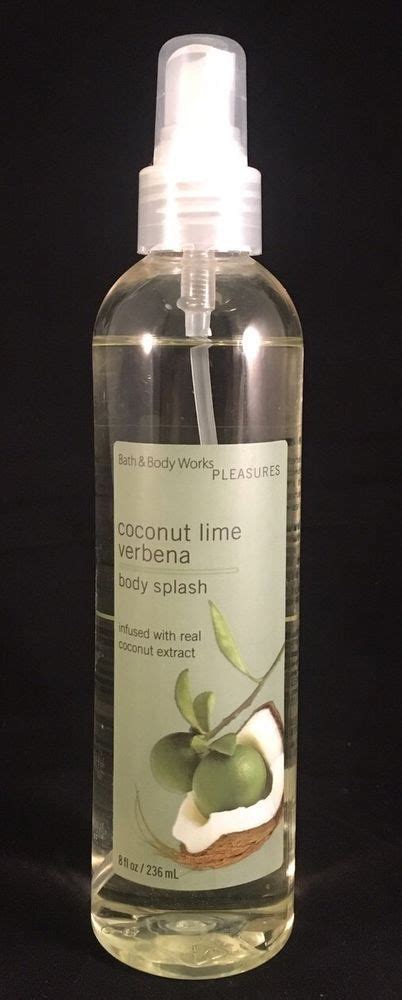 Bath & Body Works
PLEASURES
coconut lime
verbena
body splash
infused with real
coconut extract
8 fl oz / 236 mL